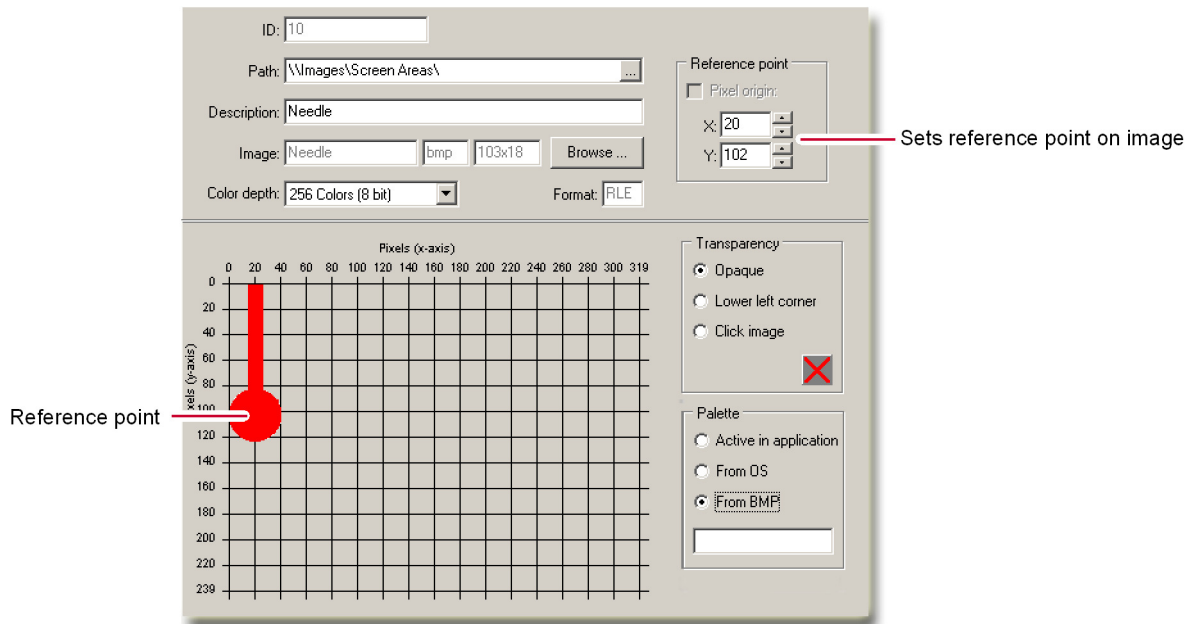 ID: 10
Path: \\Images\Screen Areas\ ...
Description: Needle
Image: Needle bmp 103x18 Browse ...
Color depth: 256 Colors (8 bit) Format: RLE
Reference point
Pixel origin:
X: 20
Y: 102
Sets reference point on image
Pixels (x-axis)
0 20 40 60 80 100 120 140 160 180 200 220 240 260 280 300 319
0
20
40
60
80
100
120
140
160
180
200
220
239
xels (y-axis)
Reference point
Transparency
Opaque
Lower left corner
Click image
Palette
Active in application
From OS
From BMP